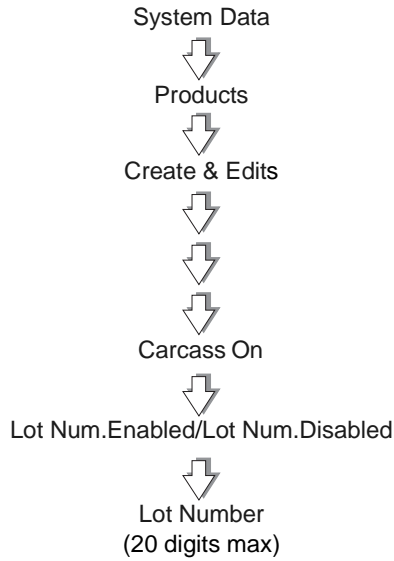 System Data
Products
Create & Edits
Carcass On
Lot Num.Enabled/Lot Num.Disabled
Lot Number
(20 digits max)